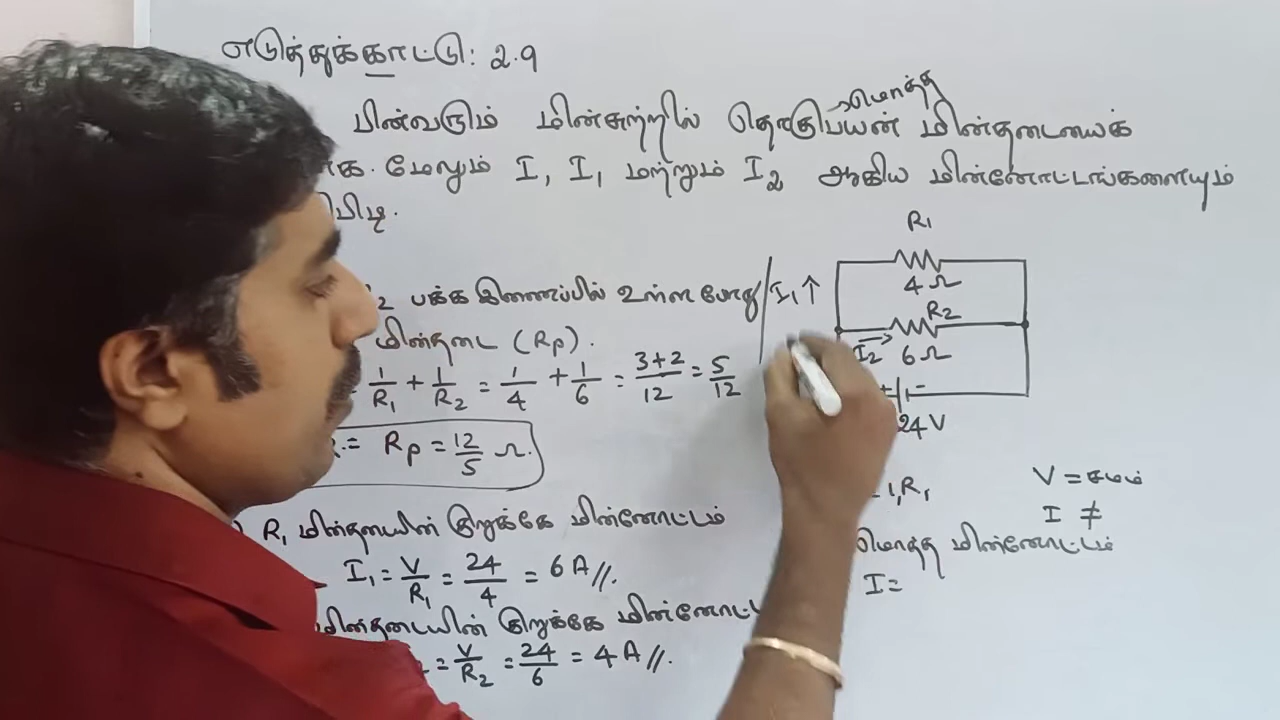 எடுத்துக்காட்டு: 2.9
மொத்த
பின்வரும் மின்சுற்றில் தொகுபயன் மின்தடையைக்
மேலும் I, I₁ மற்றும் I₂ ஆகிய மின்னோட்டங்களையும்
R₁
பக்க இணைப்பில் உள்ள போது
I₁ ↑
4 Ω
R₂
மின்தடை (Rp).
I₂
6 Ω
1/R₁ + 1/R₂ = 1/4 + 1/6 = 3+2/12 = 5/12
+ -
24 V
= Rp = 12/5 Ω.
V = சமம்
R₁
I ≠
R₁ மின்தடையின் குறுக்கே மின்னோட்டம்
மொத்த மின்னோட்டம்
I₁ = V/R₁ = 24/4 = 6 A //.
I =
மின்தடையின் குறுக்கே
= V/R₂ = 24/6 = 4 A //.